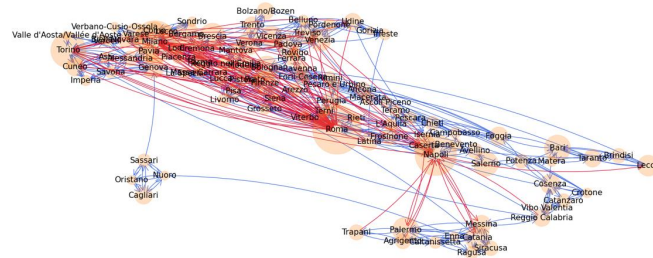 Bolzano/Bozen
Sondrio
Verbano-Cusio-Ossola
Trento
Belluno
Pordenone
Udine
Gorizia
Trieste
Treviso
Venezia
Valle d'Aosta/Vallée d'Aoste
Varese
Bergamo
Brescia
Vicenza
Verona
Padova
Rovigo
Torino
Milano
Mantova
Ferrara
Pavia
Cremona
Piacenza
Cuneo
Asti
Alessandria
Genova
Savona
Imperia
Bologna
Ravenna
Forlì-Cesena
Rimini
Massa-Carrara
Lucca
Pisa
Livorno
Arezzo
Siena
Grosseto
Pesaro e Urbino
Ancona
Macerata
Ascoli Piceno
Perugia
Terni
Viterbo
Rieti
Roma
Teramo
Pescara
L'Aquila
Chieti
Latina
Frosinone
Isernia
Campobasso
Caserta
Benevento
Napoli
Avellino
Salerno
Foggia
Potenza
Matera
Bari
Taranto
Brindisi
Lecce
Cosenza
Crotone
Catanzaro
Vibo Valentia
Reggio Calabria
Sassari
Nuoro
Oristano
Cagliari
Trapani
Palermo
Agrigento
Caltanissetta
Enna
Messina
Catania
Siracusa
Ragusa